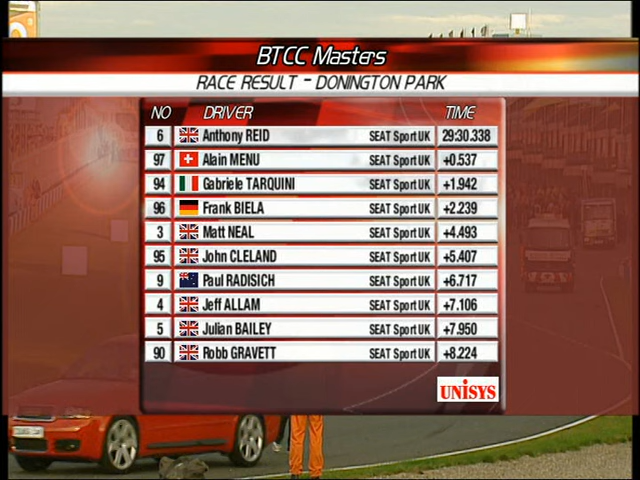 BTCC Masters
RACE RESULT - DONINGTON PARK
NO DRIVER TIME
6 Anthony REID SEAT Sport UK 29:30.338
97 Alain MENU SEAT Sport UK +0.537
94 Gabriele TARQUINI SEAT Sport UK +1.942
96 Frank BIELA SEAT Sport UK +2.239
3 Matt NEAL SEAT Sport UK +4.493
95 John CLELAND SEAT Sport UK +5.407
9 Paul RADISICH SEAT Sport UK +6.717
4 Jeff ALLAM SEAT Sport UK +7.106
5 Julian BAILEY SEAT Sport UK +7.950
90 Robb GRAVETT SEAT Sport UK +8.224
UNISYS